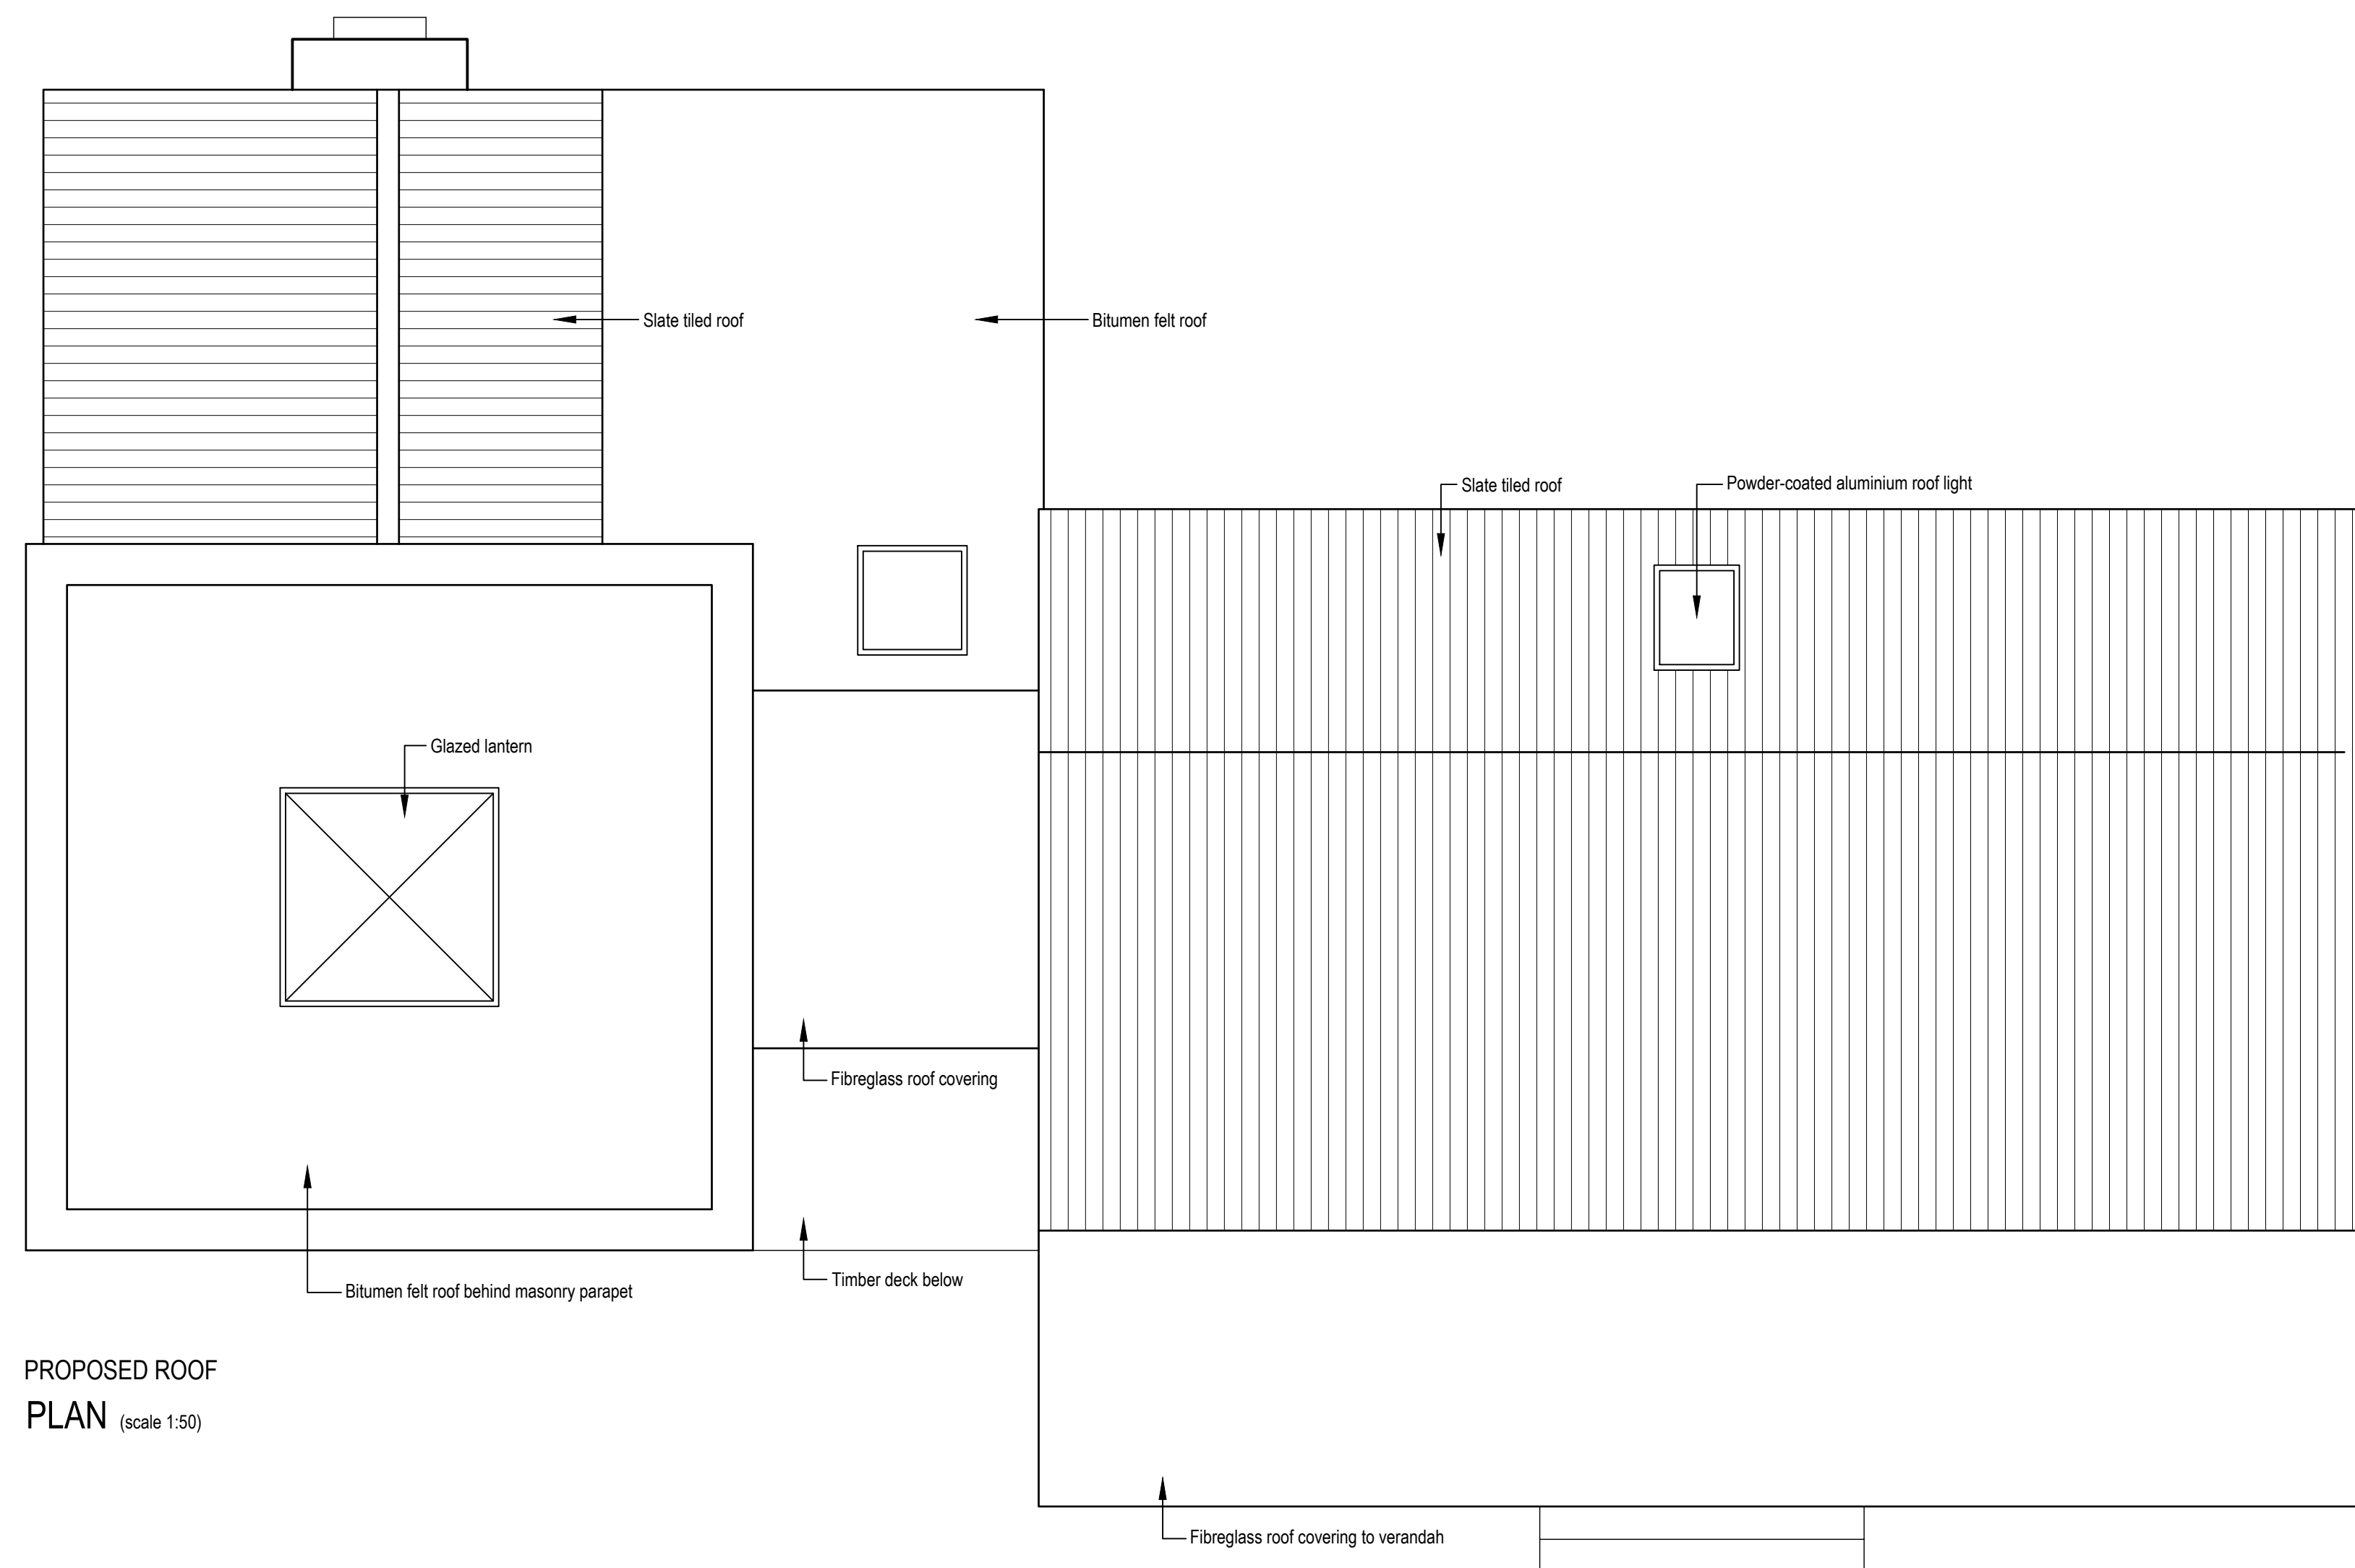 Slate tiled roof
Bitumen felt roof
Slate tiled roof
Powder-coated aluminium roof light
Glazed lantern
Fibreglass roof covering
Timber deck below
Bitumen felt roof behind masonry parapet
PROPOSED ROOF
PLAN (scale 1:50)
Fibreglass roof covering to verandah